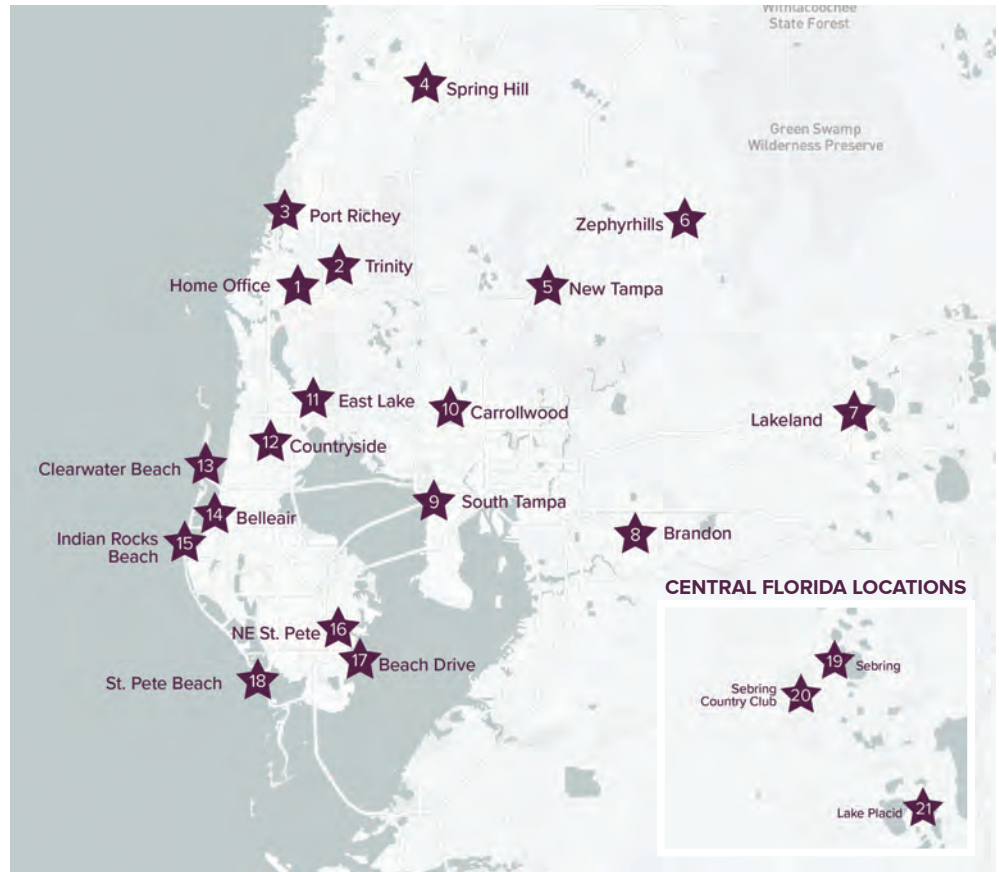 Withlacoochee
State Forest
4
Spring Hill
Green Swamp
Wilderness Preserve
3
Port Richey
Zephyrhills
6
2
Trinity
Home Office
1
5
New Tampa
11
East Lake
10
Carrollwood
Lakeland
7
12
Countryside
Clearwater Beach
13
9
South Tampa
14
Belleair
Indian Rocks
Beach
15
8
Brandon
CENTRAL FLORIDA LOCATIONS
NE St. Pete
16
17
Beach Drive
St. Pete Beach
18
19
Sebring
Sebring
Country Club
20
Lake Placid
21